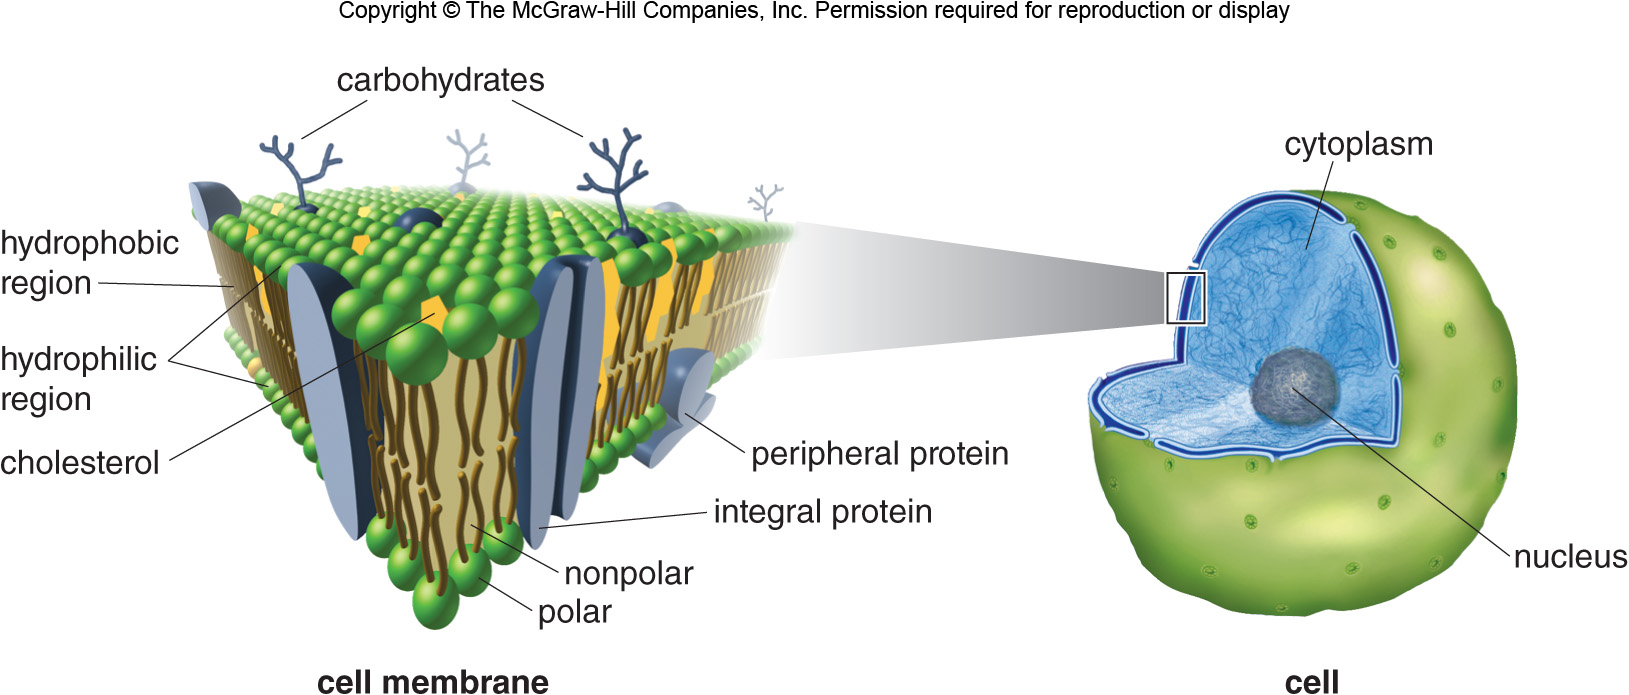 Copyright © The McGraw-Hill Companies, Inc. Permission required for reproduction or display
carbohydrates
cytoplasm
hydrophobic
region
hydrophilic
region
cholesterol
peripheral protein
integral protein
nonpolar
polar
nucleus
cell membrane
cell